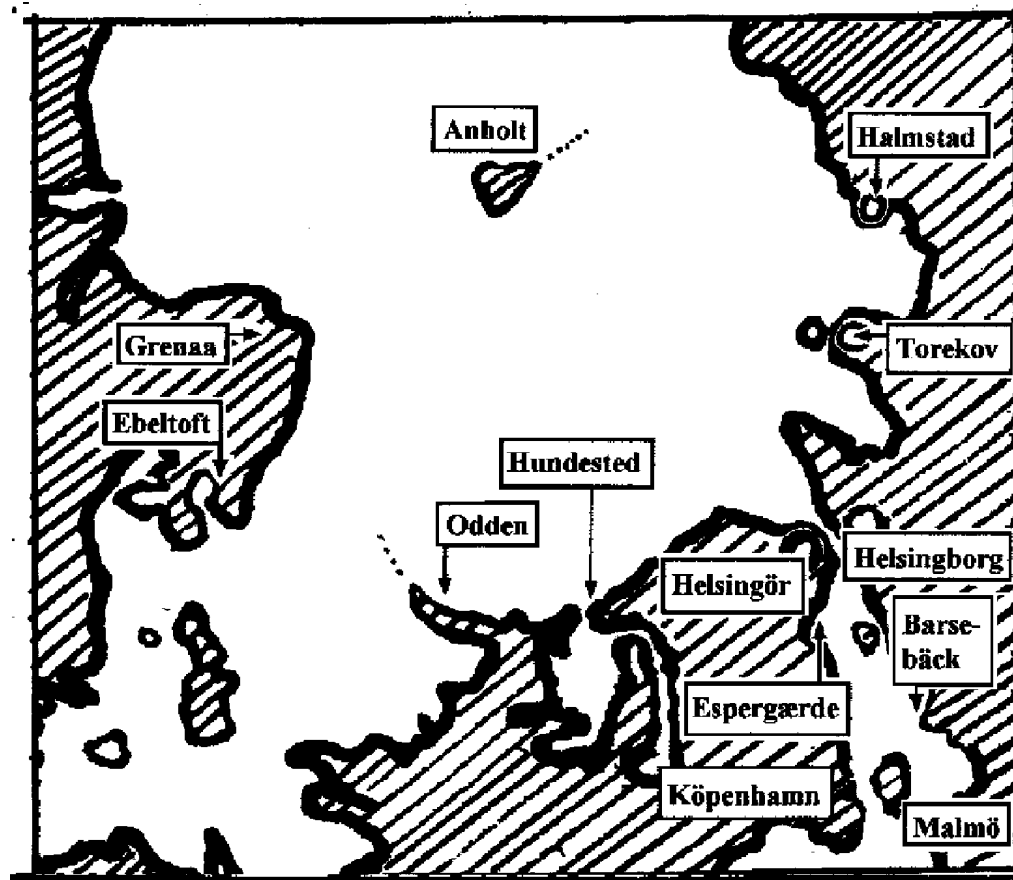 Anholt
Halmstad
Grenaa
Torekov
Ebeltoft
Hundested
Odden
Helsingör
Helsingborg
Barse-
bäck
Espergærde
Köpenhamn
Malmö